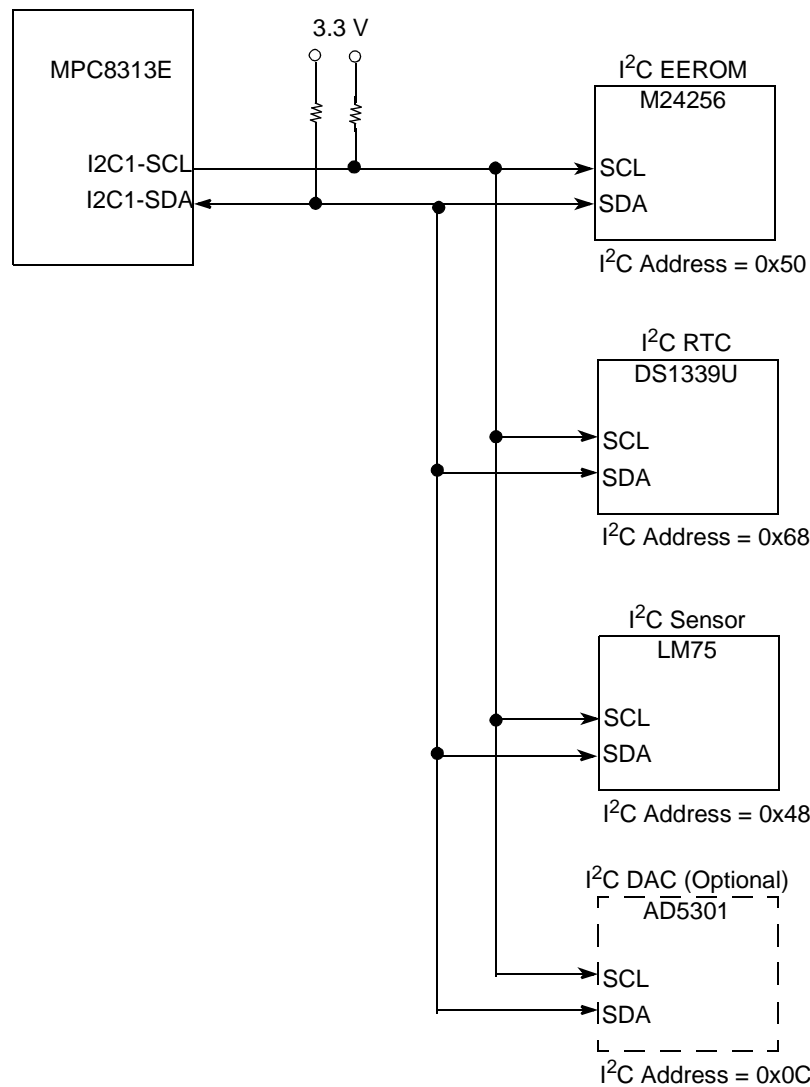 3.3 V
MPC8313E
I2C1-SCL
I2C1-SDA
I²C EEROM
M24256
SCL
SDA
I²C Address = 0x50
I²C RTC
DS1339U
SCL
SDA
I²C Address = 0x68
I²C Sensor
LM75
SCL
SDA
I²C Address = 0x48
I²C DAC (Optional)
AD5301
SCL
SDA
I²C Address = 0x0C